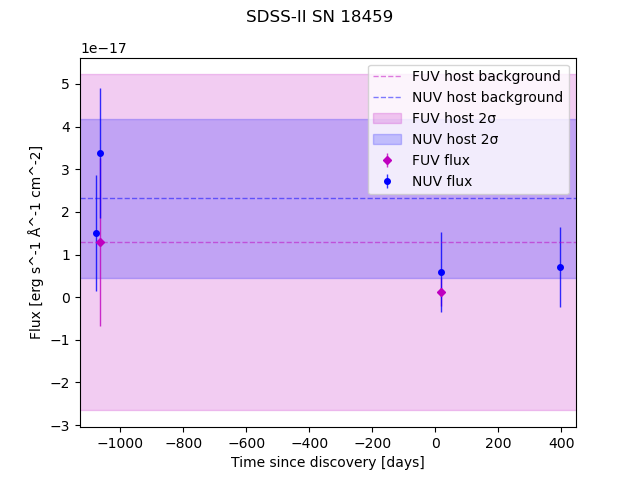 SDSS-II SN 18459
1e−17
FUV host background
NUV host background
FUV host 2σ
NUV host 2σ
FUV flux
NUV flux
5
4
3
2
1
0
−1
−2
−3
Flux [erg s^-1 Å^-1 cm^-2]
−1000 −800 −600 −400 −200 0 200 400
Time since discovery [days]